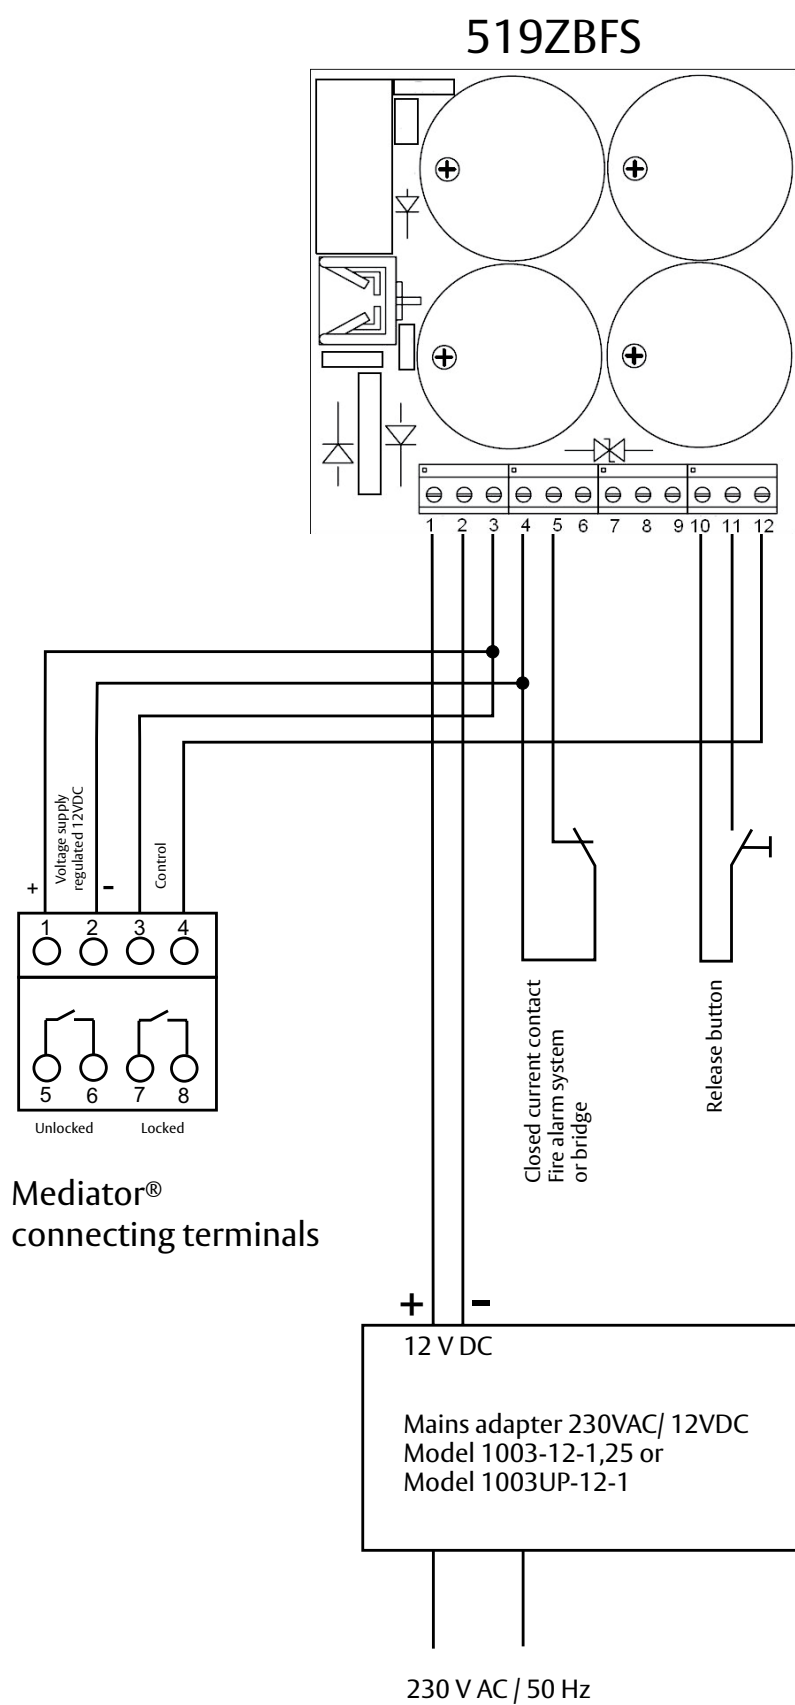 519ZBFS
1 2 3 4 5 6 7 8 9 10 11 12
Voltage supply
regulated 12VDC
Control
+ -
1 2 3 4
5 6 7 8
Unlocked Locked
Closed current contact
Fire alarm system
or bridge
Release button
Mediator®
connecting terminals
+ -
12 V DC
Mains adapter 230VAC/ 12VDC
Model 1003-12-1,25 or
Model 1003UP-12-1
230 V AC / 50 Hz